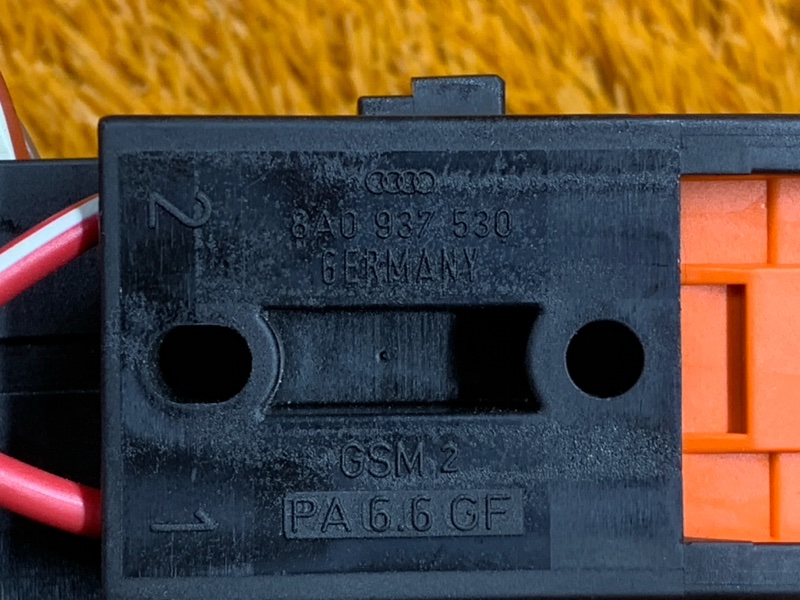 2
8A0 937 530
GERMANY
GSM 2
PA 6.6 GF
1